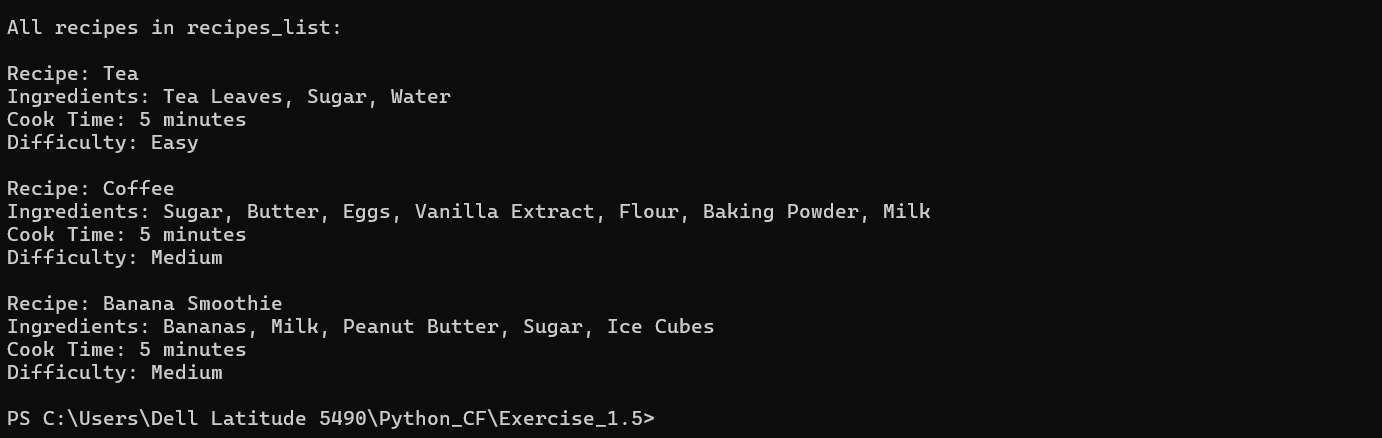 All recipes in recipes_list:
Recipe: Tea
Ingredients: Tea Leaves, Sugar, Water
Cook Time: 5 minutes
Difficulty: Easy
Recipe: Coffee
Ingredients: Sugar, Butter, Eggs, Vanilla Extract, Flour, Baking Powder, Milk
Cook Time: 5 minutes
Difficulty: Medium
Recipe: Banana Smoothie
Ingredients: Bananas, Milk, Peanut Butter, Sugar, Ice Cubes
Cook Time: 5 minutes
Difficulty: Medium
PS C:\Users\Dell Latitude 5490\Python_CF\Exercise_1.5>